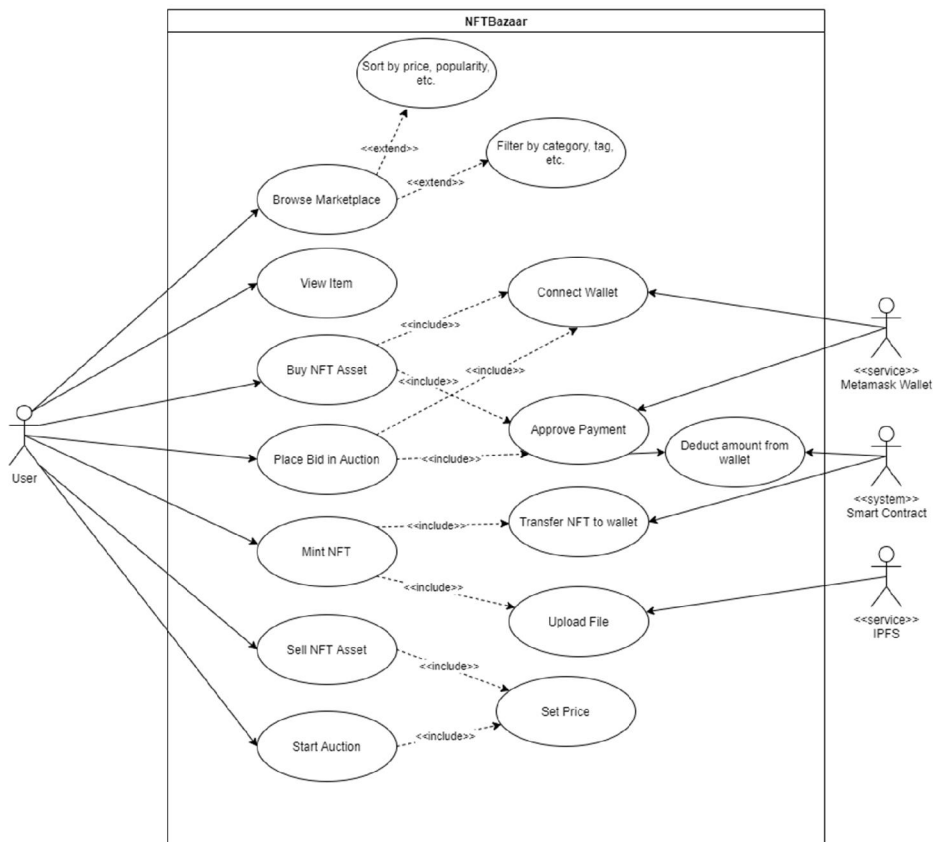 NFTBazaar
Sort by price, popularity,
etc.
<<extend>>
Filter by category, tag,
etc.
<<extend>>
Browse Marketplace
View Item
Connect Wallet
<<include>>
<<service>>
Metamask Wallet
Buy NFT Asset
<<include>>
<<include>>
Approve Payment
Deduct amount from
wallet
Place Bid in Auction
<<include>>
User
<<system>>
Smart Contract
Transfer NFT to wallet
<<include>>
Mint NFT
<<include>>
Upload File
<<service>>
IPFS
Sell NFT Asset
<<include>>
Set Price
<<include>>
Start Auction